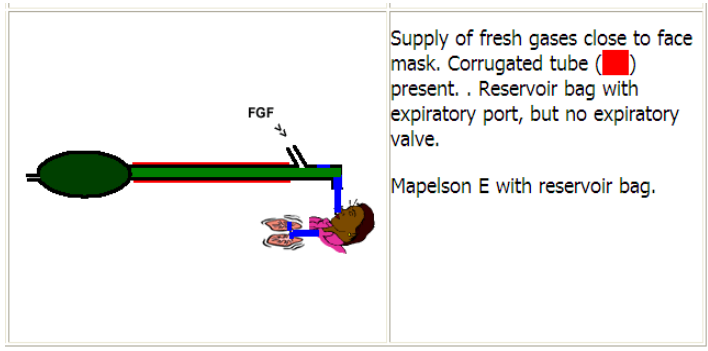 FGF
Supply of fresh gases close to face
mask. Corrugated tube ( )
present. . Reservoir bag with
expiratory port, but no expiratory
valve.
Mapelson E with reservoir bag.